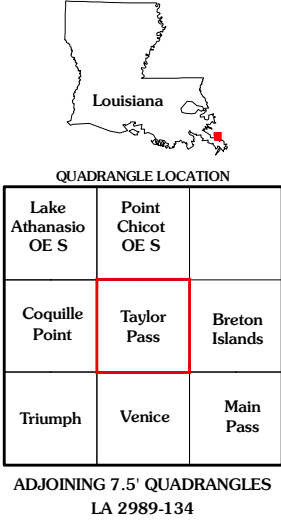 Louisiana
QUADRANGLE LOCATION
Lake
Athanasio
OE S
Point
Chicot
OE S
Coquille
Point
Taylor
Pass
Breton
Islands
Triumph
Venice
Main
Pass
ADJOINING 7.5' QUADRANGLES
LA 2989-134